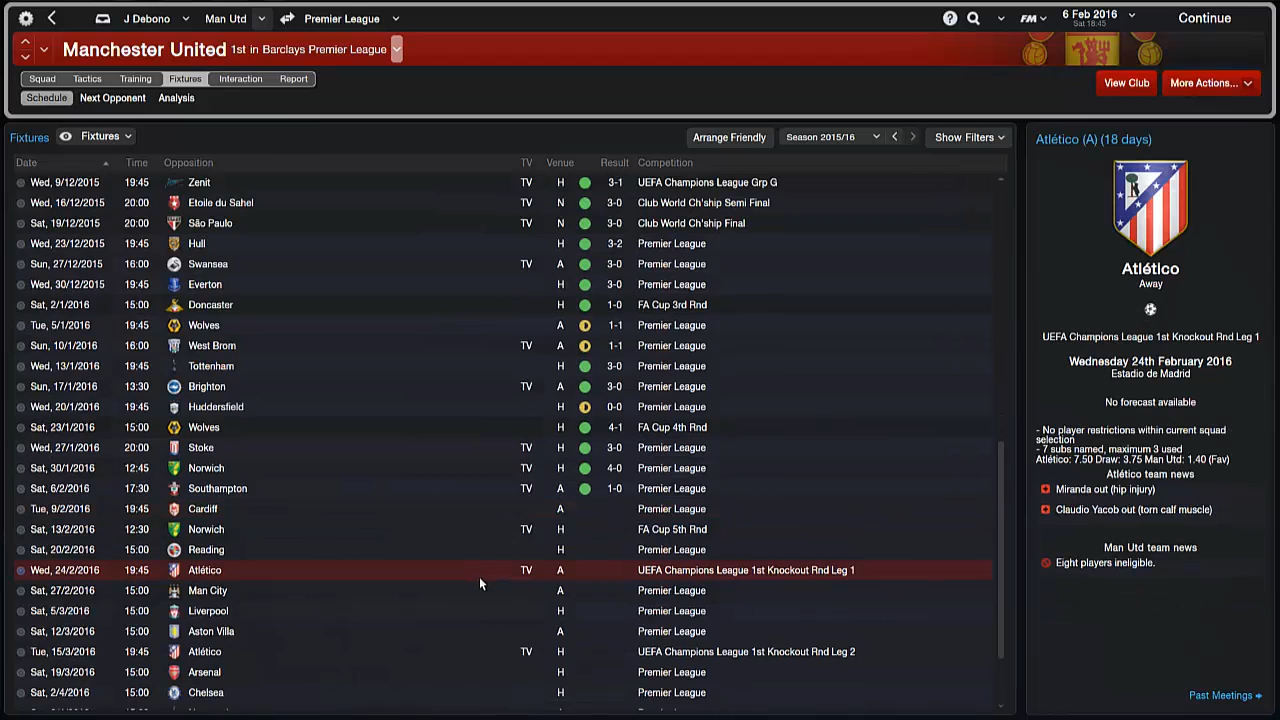 J Debono Man Utd Premier League FM 6 Feb 2016 Sat 18:45 Continue
Manchester United 1st in Barclays Premier League
Squad Tactics Training Fixtures Interaction Report View Club More Actions...
Schedule Next Opponent Analysis
Fixtures Fixtures Arrange Friendly Season 2015/16 Show Filters
Date Time Opposition TV Venue Result Competition
Wed, 9/12/2015 19:45 Zenit TV H 3-1 UEFA Champions League Grp G
Wed, 16/12/2015 20:00 Etoile du Sahel TV N 3-0 Club World Ch'ship Semi Final
Sat, 19/12/2015 20:00 São Paulo TV N 3-0 Club World Ch'ship Final
Wed, 23/12/2015 19:45 Hull H 3-2 Premier League
Sun, 27/12/2015 16:00 Swansea TV A 3-0 Premier League
Wed, 30/12/2015 19:45 Everton H 3-0 Premier League
Sat, 2/1/2016 15:00 Doncaster H 1-0 FA Cup 3rd Rnd
Tue, 5/1/2016 19:45 Wolves A 1-1 Premier League
Sun, 10/1/2016 16:00 West Brom TV A 1-1 Premier League
Wed, 13/1/2016 19:45 Tottenham H 3-0 Premier League
Sun, 17/1/2016 13:30 Brighton TV A 3-0 Premier League
Wed, 20/1/2016 19:45 Huddersfield H 0-0 Premier League
Sat, 23/1/2016 15:00 Wolves H 4-1 FA Cup 4th Rnd
Wed, 27/1/2016 20:00 Stoke TV H 3-0 Premier League
Sat, 30/1/2016 12:45 Norwich TV H 4-0 Premier League
Sat, 6/2/2016 17:30 Southampton TV A 1-0 Premier League
Tue, 9/2/2016 19:45 Cardiff A Premier League
Sat, 13/2/2016 12:30 Norwich TV H FA Cup 5th Rnd
Sat, 20/2/2016 15:00 Reading H Premier League
Wed, 24/2/2016 19:45 Atlético TV A UEFA Champions League 1st Knockout Rnd Leg 1
Sat, 27/2/2016 15:00 Man City A Premier League
Sat, 5/3/2016 15:00 Liverpool H Premier League
Sat, 12/3/2016 15:00 Aston Villa A Premier League
Tue, 15/3/2016 19:45 Atlético TV H UEFA Champions League 1st Knockout Rnd Leg 2
Sat, 19/3/2016 15:00 Arsenal H Premier League
Sat, 2/4/2016 15:00 Chelsea H Premier League
Atlético (A) (18 days)
Atlético
Away
UEFA Champions League 1st Knockout Rnd Leg 1
Wednesday 24th February 2016
Estadio de Madrid
No forecast available
- No player restrictions within current squad
selection
- 7 subs named, maximum 3 used
Atlético: 7.50 Draw: 3.75 Man Utd: 1.40 (Fav)
Atlético team news
Miranda out (hip injury)
Claudio Yacob out (torn calf muscle)
Man Utd team news
Eight players ineligible.
Past Meetings